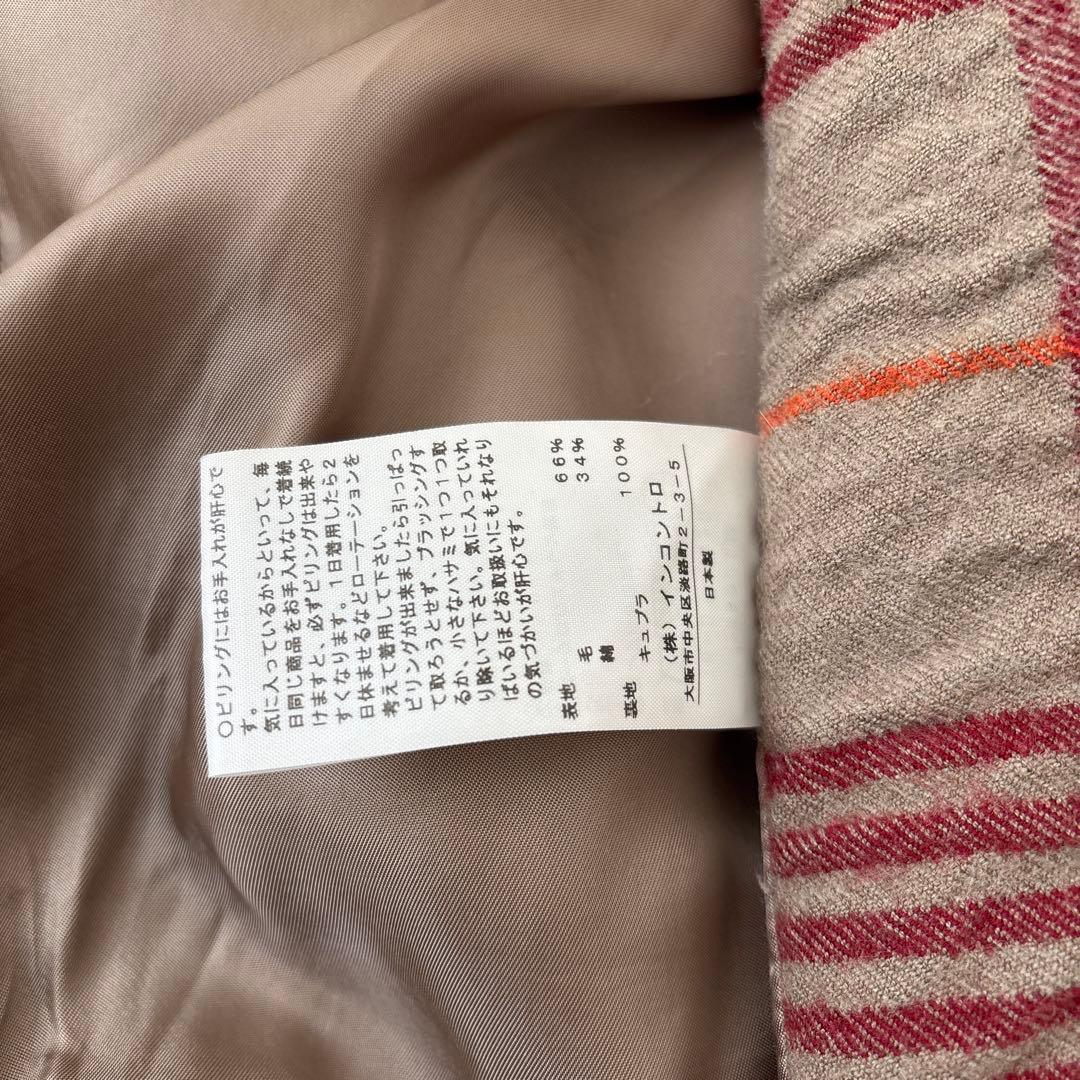 ○ピリングにはお手入れが肝心で
す。
気に入っているからといって、毎
日同じ商品をお手入れなしで着続
けますと、必ずピリングは出来や
すくなります。1日着用したら2
日休ませるなどローテーションを
考えて着用して下さい。
ピリングが出来ましたら引っぱっ
て取ろうとせず、ブラッシングす
るか、小さなハサミで1つ1つ取
り除いて下さい。気に入っていれ
ばいるほどお取扱いにもそれなり
の気づかいが肝心です。
表地 毛 66%
綿 34%
裏地 キュプラ 100%
(株)インコントロ
大阪市中央区淡路町2-3-5
日本製